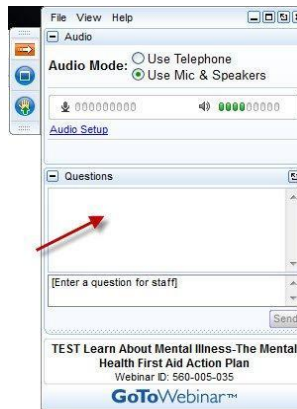 File View Help
Audio
Audio Mode: Use Telephone
Use Mic & Speakers
Audio Setup
Questions
[Enter a question for staff]
Send
TEST Learn About Mental Illness-The Mental
Health First Aid Action Plan
Webinar ID: 560-005-035
GoToWebinar™